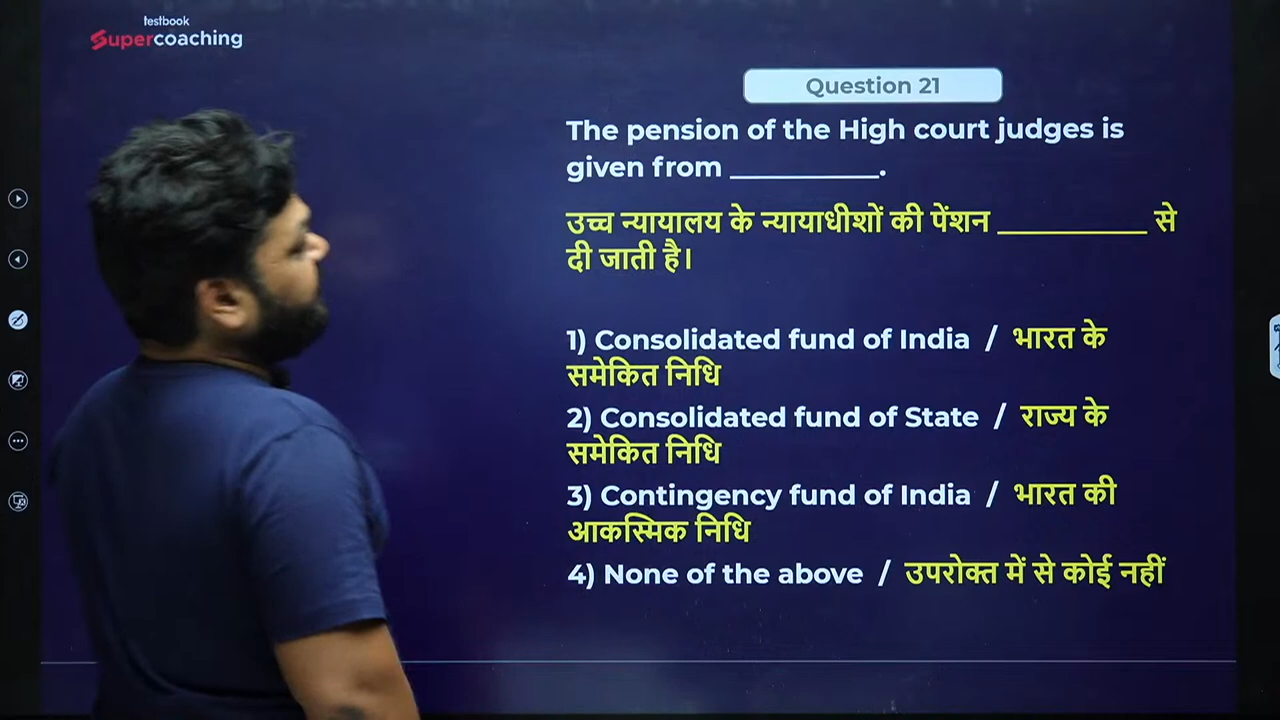 testbook
Supercoaching
Question 21
The pension of the High court judges is
given from ___________.
उच्च न्यायालय के न्यायाधीशों की पेंशन ___________ से
दी जाती है।
1) Consolidated fund of India / भारत के
समेकित निधि
2) Consolidated fund of State / राज्य के
समेकित निधि
3) Contingency fund of India / भारत की
आकस्मिक निधि
4) None of the above / उपरोक्त में से कोई नहीं